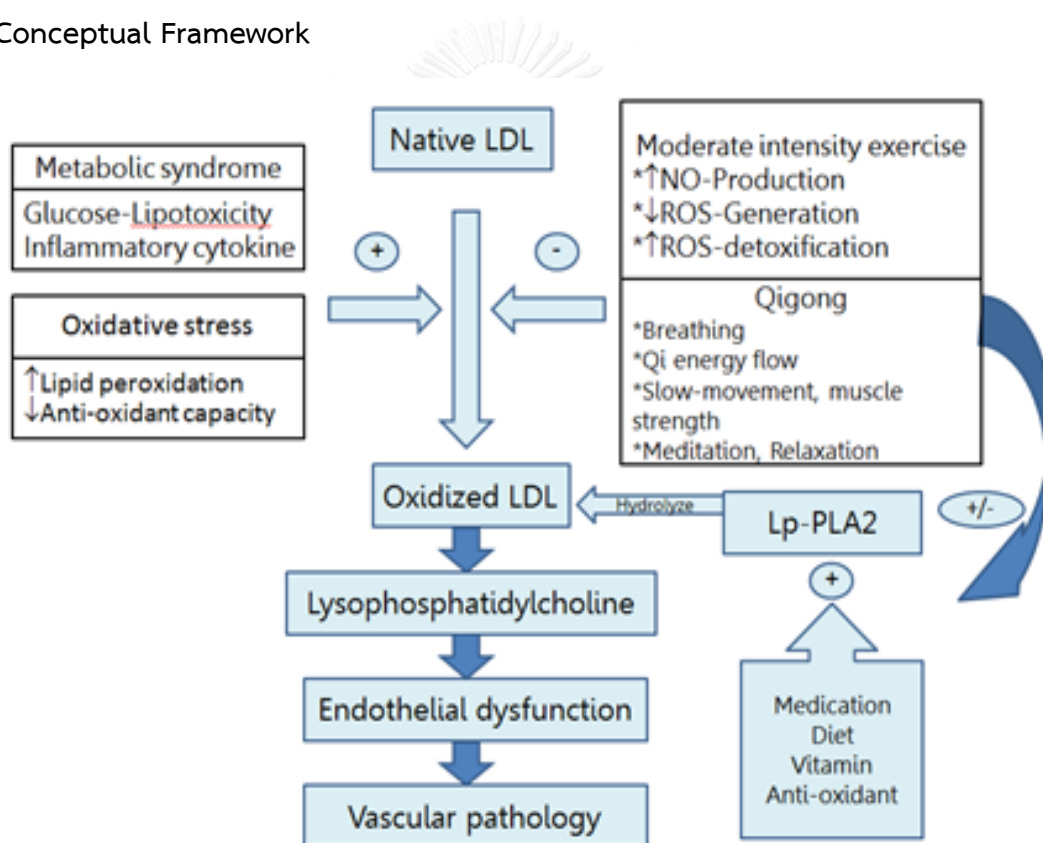 Conceptual Framework
Native LDL
Metabolic syndrome
Glucose-Lipotoxicity
Inflammatory cytokine
Oxidative stress
↑Lipid peroxidation
↓Anti-oxidant capacity
+
-
Moderate intensity exercise
*↑NO-Production
*↓ROS-Generation
*↑ROS-detoxification
Qigong
*Breathing
*Qi energy flow
*Slow-movement, muscle
strength
*Meditation, Relaxation
Oxidized LDL
Hydrolyze
Lp-PLA2
+/-
+
Lysophosphatidylcholine
Endothelial dysfunction
Vascular pathology
Medication
Diet
Vitamin
Anti-oxidant